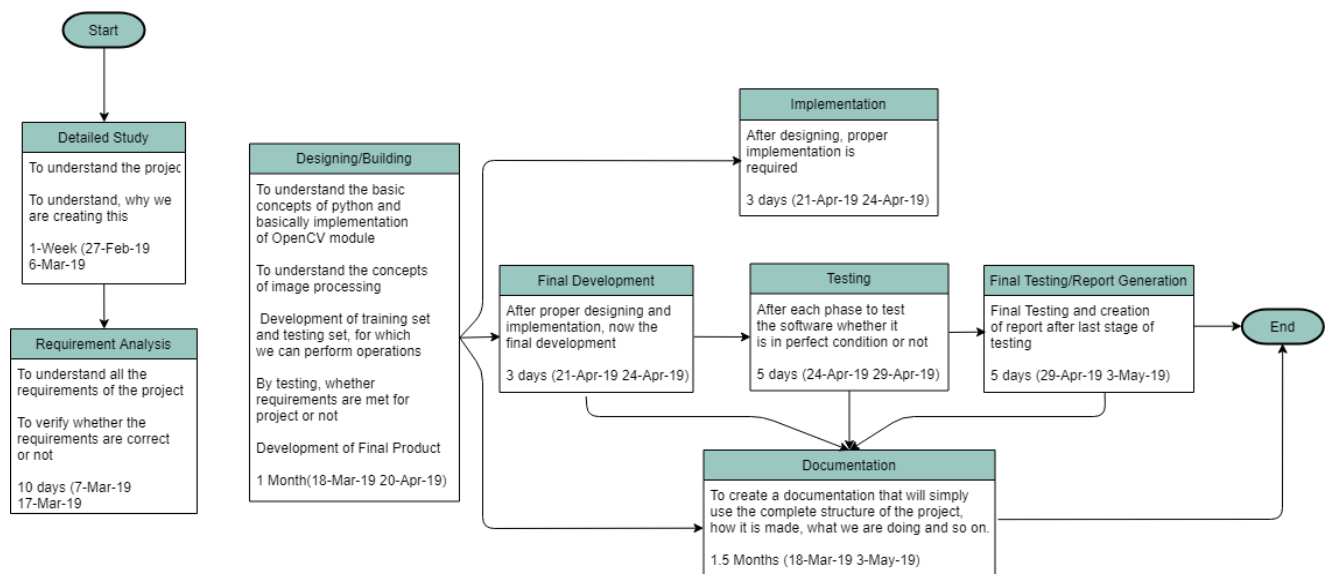 Start
Detailed Study
To understand the projec
To understand, why we
are creating this
1-Week (27-Feb-19
6-Mar-19
Requirement Analysis
To understand all the
requirements of the project
To verify whether the
requirements are correct
or not
10 days (7-Mar-19
17-Mar-19
Designing/Building
To understand the basic
concepts of python and
basically implementation
of OpenCV module
To understand the concepts
of image processing
Development of training set
and testing set, for which
we can perform operations
By testing, whether
requirements are met for
project or not
Development of Final Product
1 Month(18-Mar-19 20-Apr-19)
Implementation
After designing, proper
implementation is
required
3 days (21-Apr-19 24-Apr-19)
Final Development
After proper designing and
implementation, now the
final development
3 days (21-Apr-19 24-Apr-19)
Testing
After each phase to test
the software whether it
is in perfect condition or not
5 days (24-Apr-19 29-Apr-19)
Final Testing/Report Generation
Final Testing and creation
of report after last stage of
testing
5 days (29-Apr-19 3-May-19)
End
Documentation
To create a documentation that will simply
use the complete structure of the project,
how it is made, what we are doing and so on.
1.5 Months (18-Mar-19 3-May-19)